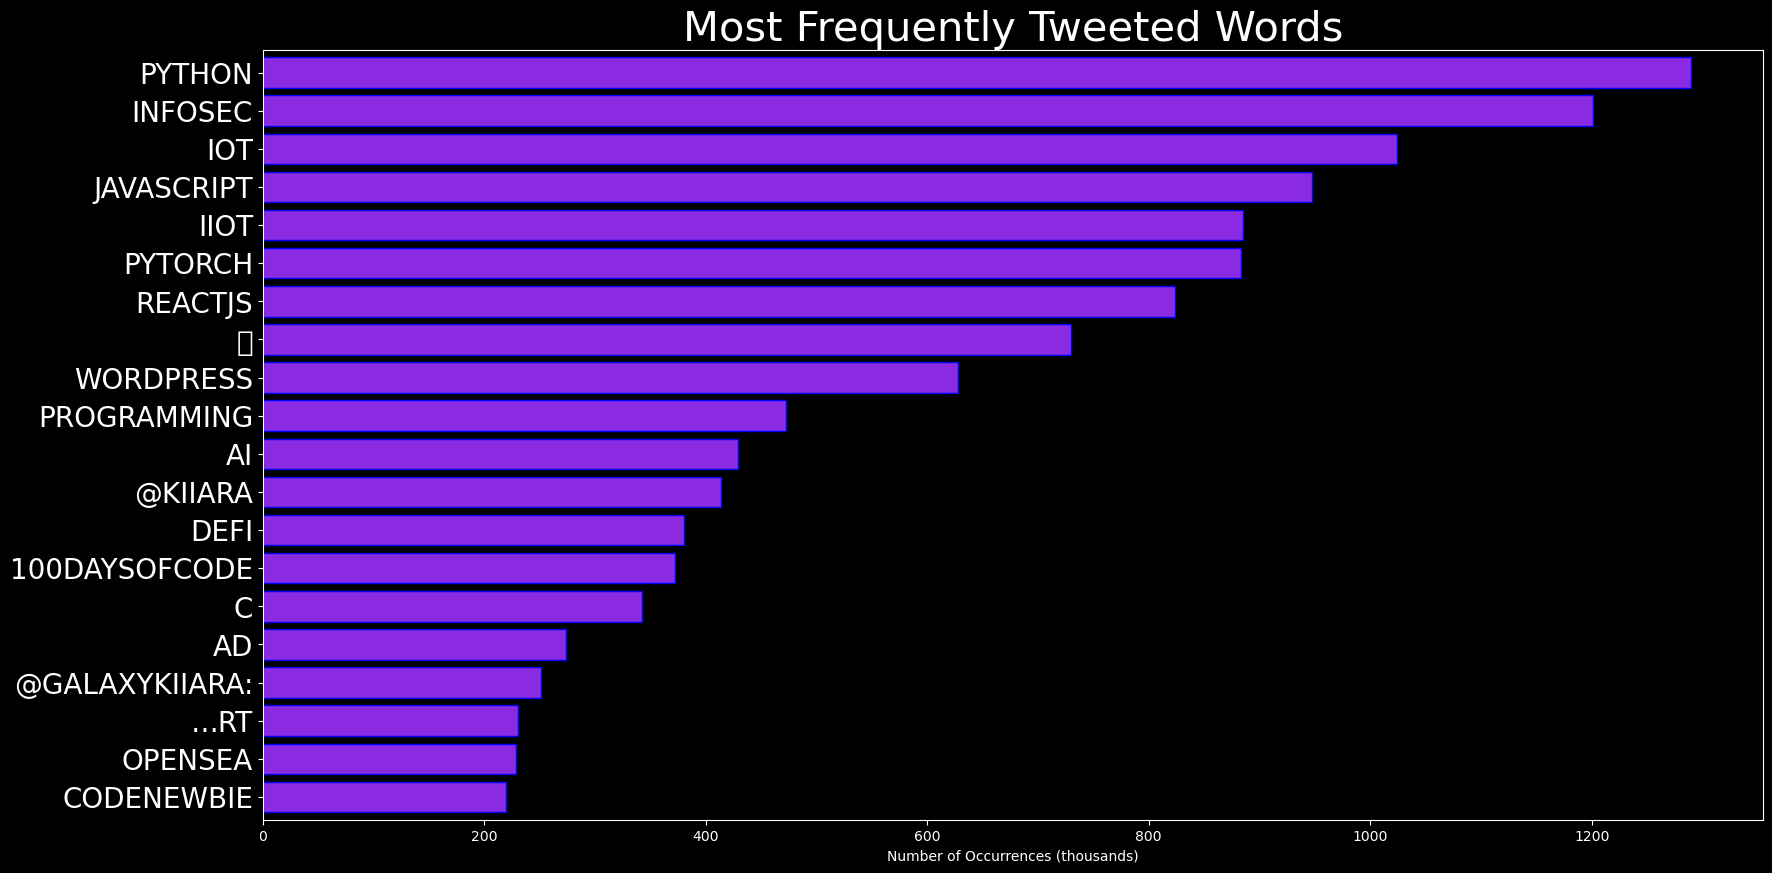 Most Frequently Tweeted Words
PYTHON
INFOSEC
IOT
JAVASCRIPT
IIOT
PYTORCH
REACTJS
WORDPRESS
PROGRAMMING
AI
@KIIARA
DEFI
100DAYSOFCODE
C
AD
@GALAXYKIIARA:
…RT
OPENSEA
CODENEWBIE
0 200 400 600 800 1000 1200
Number of Occurrences (thousands)